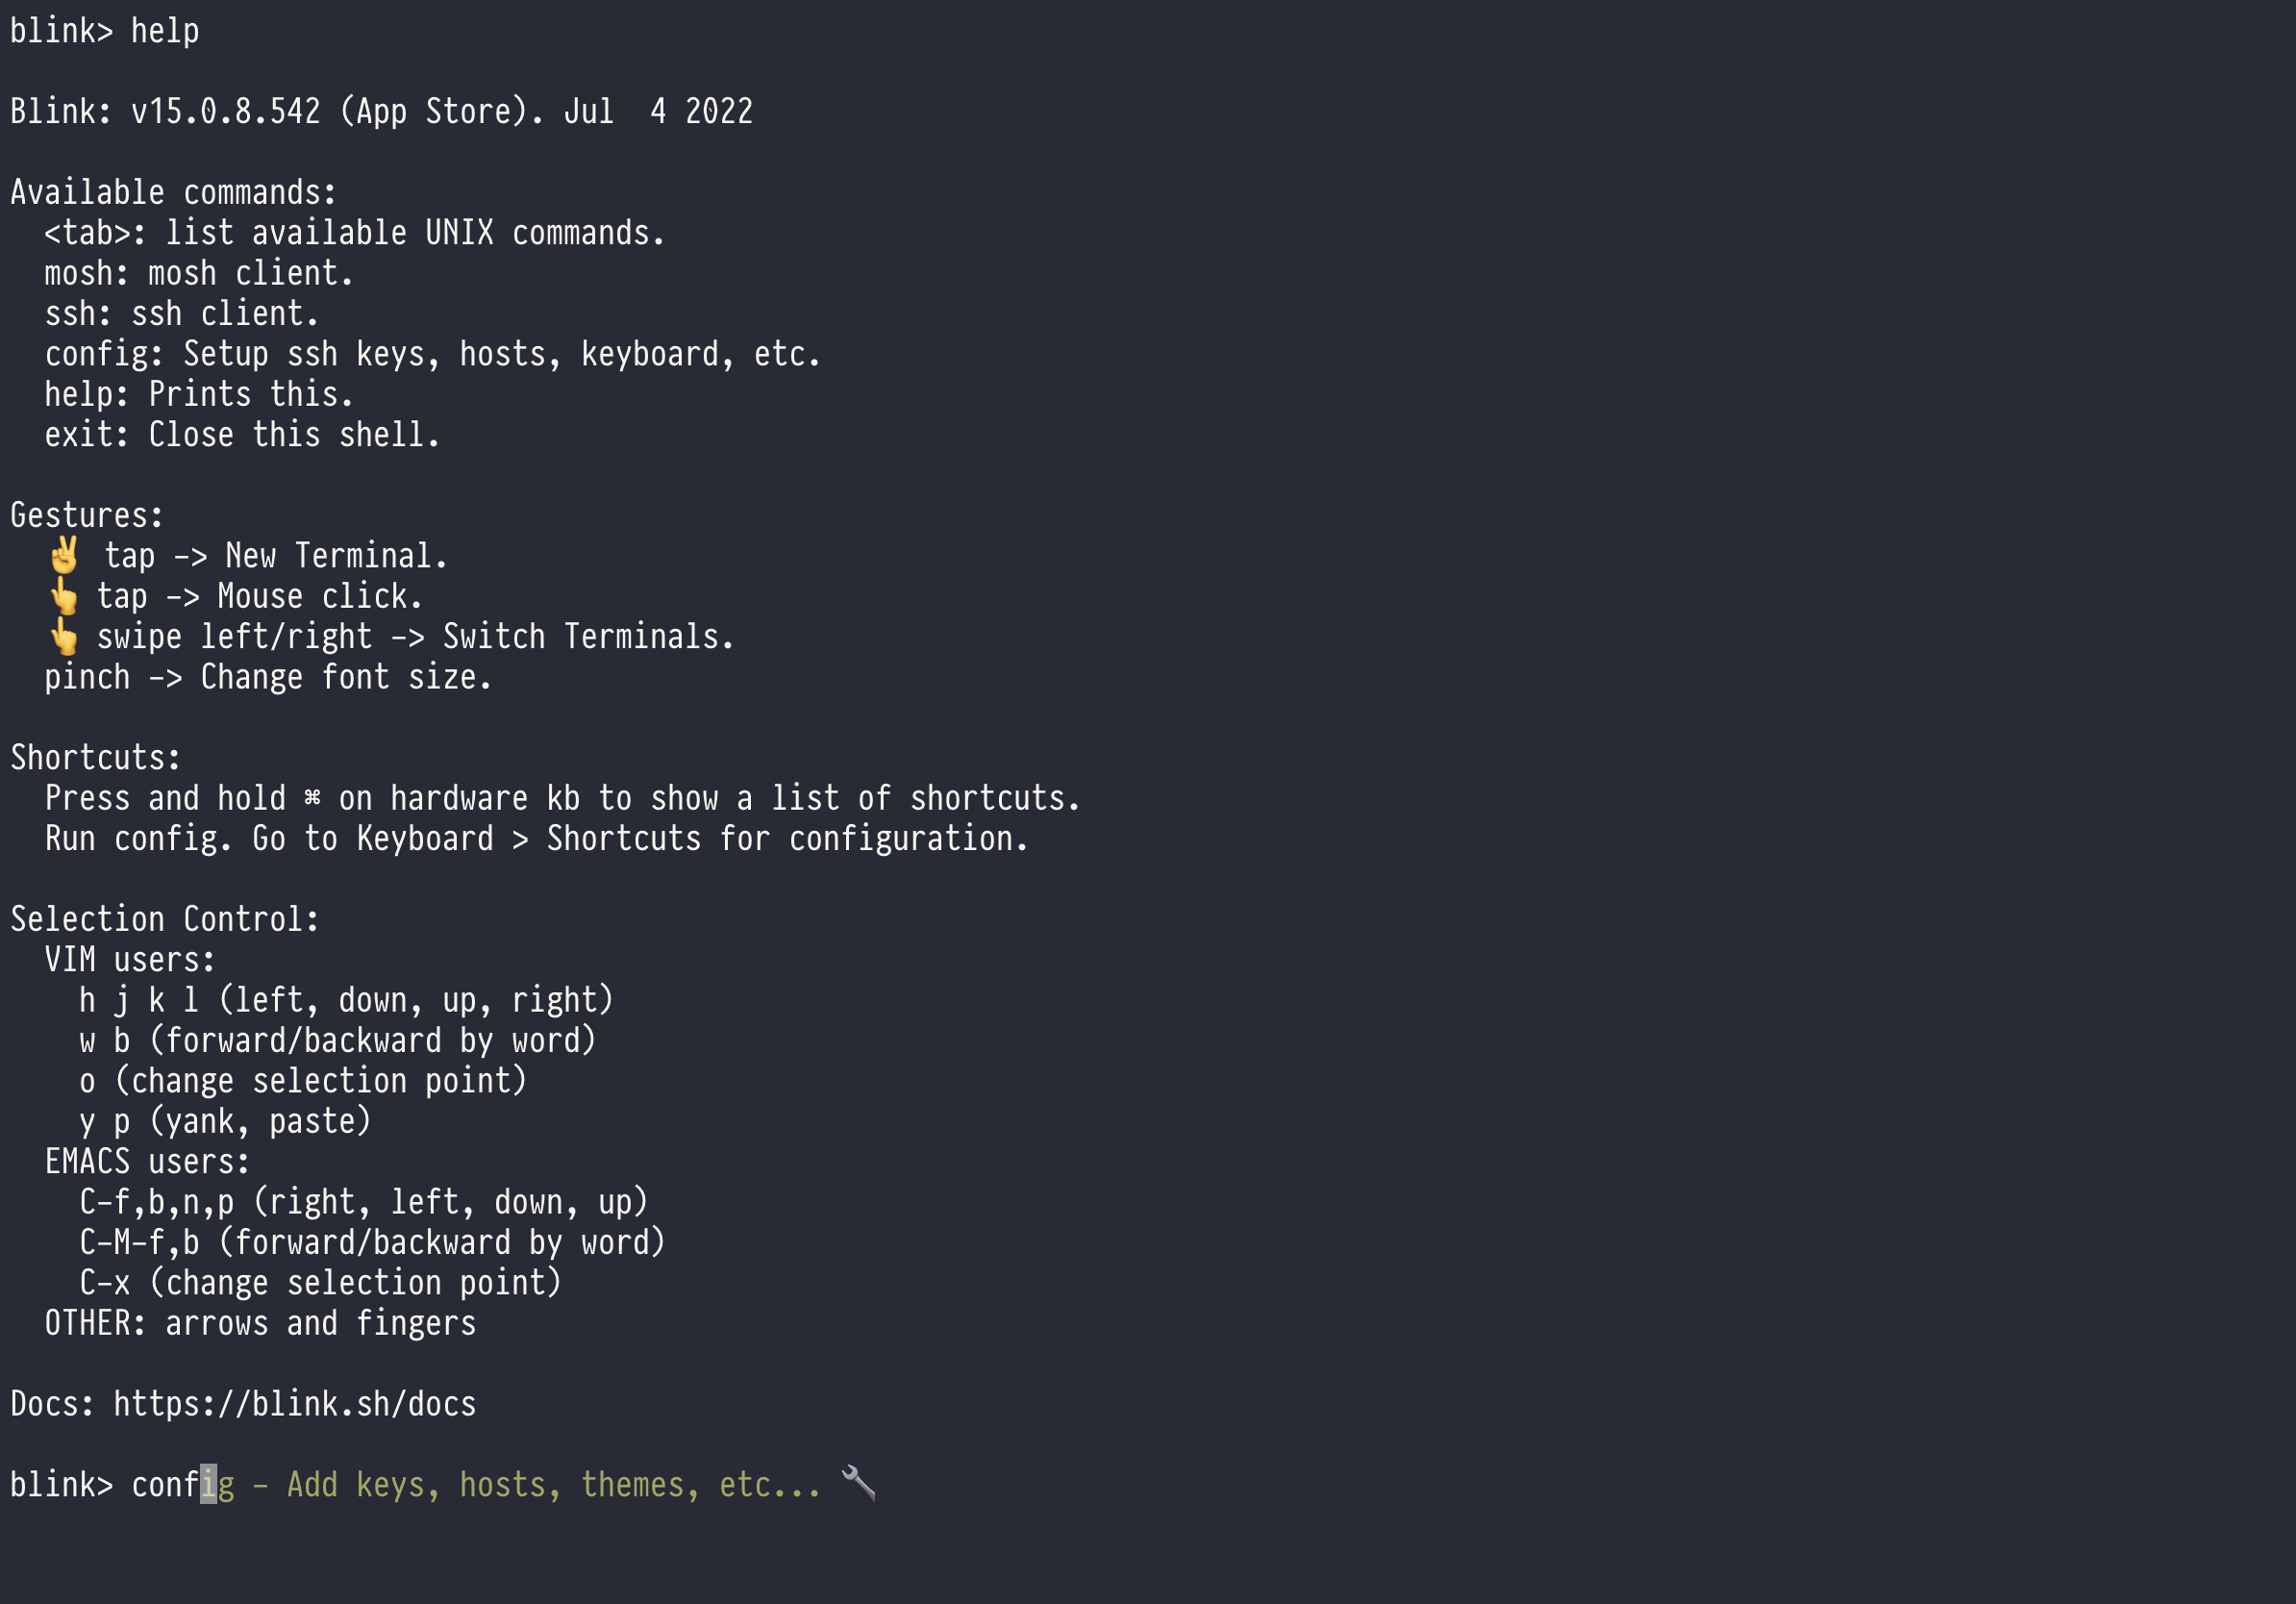 blink> help
Blink: v15.0.8.542 (App Store). Jul  4 2022
Available commands:
  <tab>: list available UNIX commands.
  mosh: mosh client.
  ssh: ssh client.
  config: Setup ssh keys, hosts, keyboard, etc.
  help: Prints this.
  exit: Close this shell.
Gestures:
  ✌️ tap -> New Terminal.
  👆 tap -> Mouse click.
  👆 swipe left/right -> Switch Terminals.
  pinch -> Change font size.
Shortcuts:
  Press and hold ⌘ on hardware kb to show a list of shortcuts.
  Run config. Go to Keyboard > Shortcuts for configuration.
Selection Control:
  VIM users:
    h j k l (left, down, up, right)
    w b (forward/backward by word)
    o (change selection point)
    y p (yank, paste)
  EMACS users:
    C-f,b,n,p (right, left, down, up)
    C-M-f,b (forward/backward by word)
    C-x (change selection point)
  OTHER: arrows and fingers
Docs: https://blink.sh/docs
blink> config - Add keys, hosts, themes, etc... 🔧